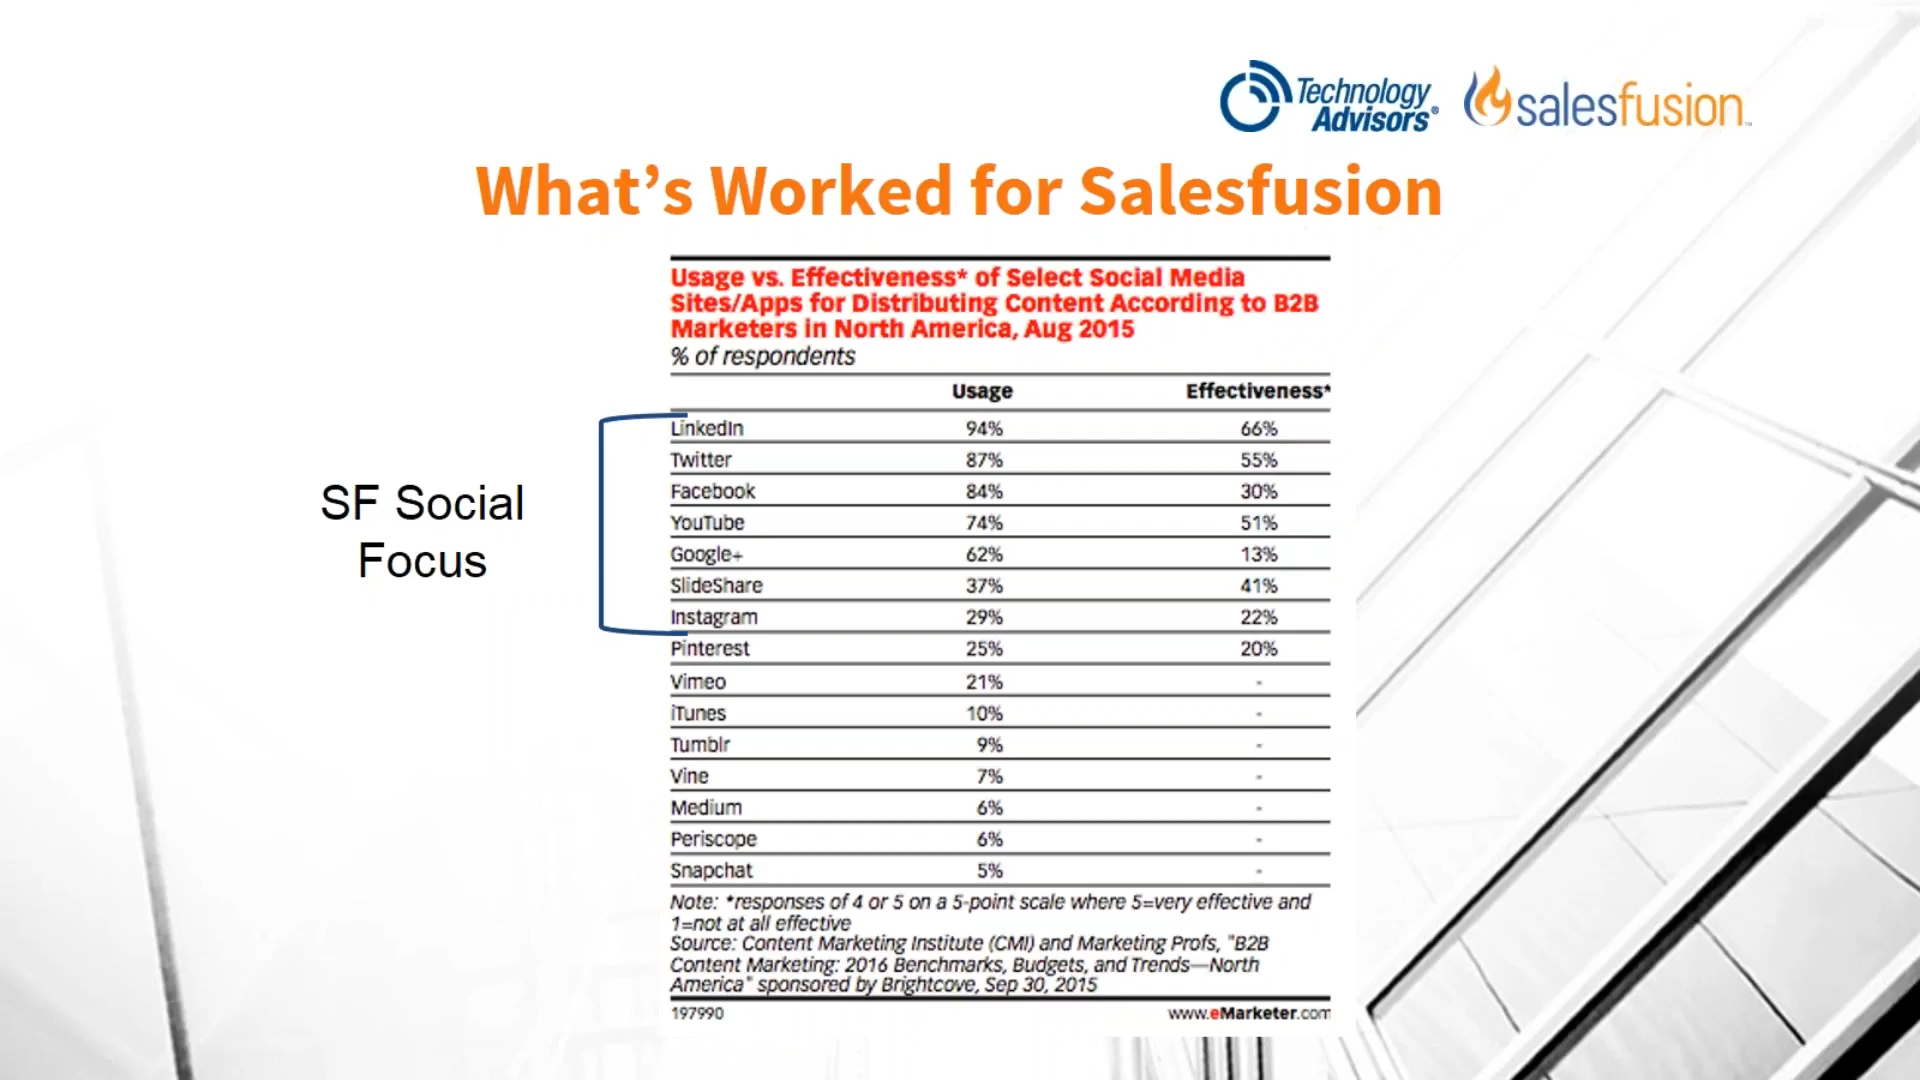 Technology
Advisors®
salesfusion™
What's Worked for Salesfusion
Usage vs. Effectiveness* of Select Social Media
Sites/Apps for Distributing Content According to B2B
Marketers in North America, Aug 2015
% of respondents
Usage Effectiveness*
LinkedIn 94% 66%
Twitter 87% 55%
Facebook 84% 30%
YouTube 74% 51%
Google+ 62% 13%
SlideShare 37% 41%
Instagram 29% 22%
Pinterest 25% 20%
Vimeo 21% -
iTunes 10% -
Tumblr 9% -
Vine 7% -
Medium 6% -
Periscope 6% -
Snapchat 5% -
SF Social
Focus
Note: *responses of 4 or 5 on a 5-point scale where 5=very effective and
1=not at all effective
Source: Content Marketing Institute (CMI) and Marketing Profs, "B2B
Content Marketing: 2016 Benchmarks, Budgets, and Trends—North
America" sponsored by Brightcove, Sep 30, 2015
197990 www.eMarketer.com